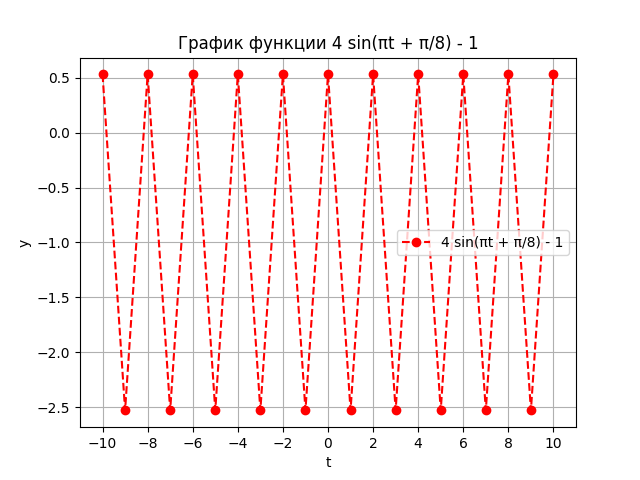 График функции 4 sin(πt + π/8) - 1
0.5
0.0
−0.5
−1.0
−1.5
−2.0
−2.5
y
4 sin(πt + π/8) - 1
−10 −8 −6 −4 −2 0 2 4 6 8 10
t